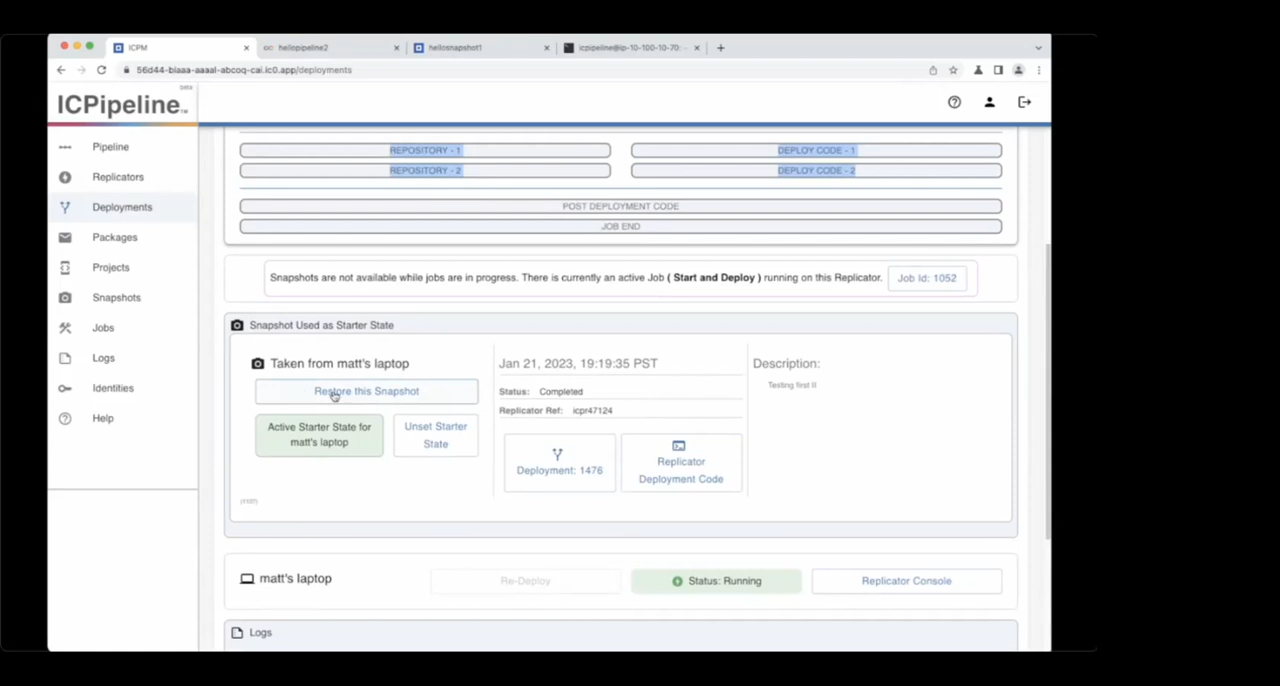 ICPM
hellopipeline2
hellosnapshot1
icpipeline@ip-10-100-10-70: ~
56d44-biaaa-aaaal-abcoq-cai.ic0.app/deployments
ICPipeline
Pipeline
Replicators
Deployments
Packages
Projects
Snapshots
Jobs
Logs
Identities
Help
REPOSITORY - 1
DEPLOY CODE - 1
REPOSITORY - 2
DEPLOY CODE - 2
POST DEPLOYMENT CODE
JOB END
Snapshots are not available while jobs are in progress. There is currently an active Job ( Start and Deploy ) running on this Replicator.
Job Id: 1052
Snapshot Used as Starter State
Taken from matt's laptop
Restore this Snapshot
Active Starter State for
matt's laptop
Unset Starter
State
Jan 21, 2023, 19:19:35 PST
Status: Completed
Replicator Ref: icpr47124
Deployment: 1476
Replicator
Deployment Code
Description:
Testing first II
matt's laptop
Re-Deploy
Status: Running
Replicator Console
Logs